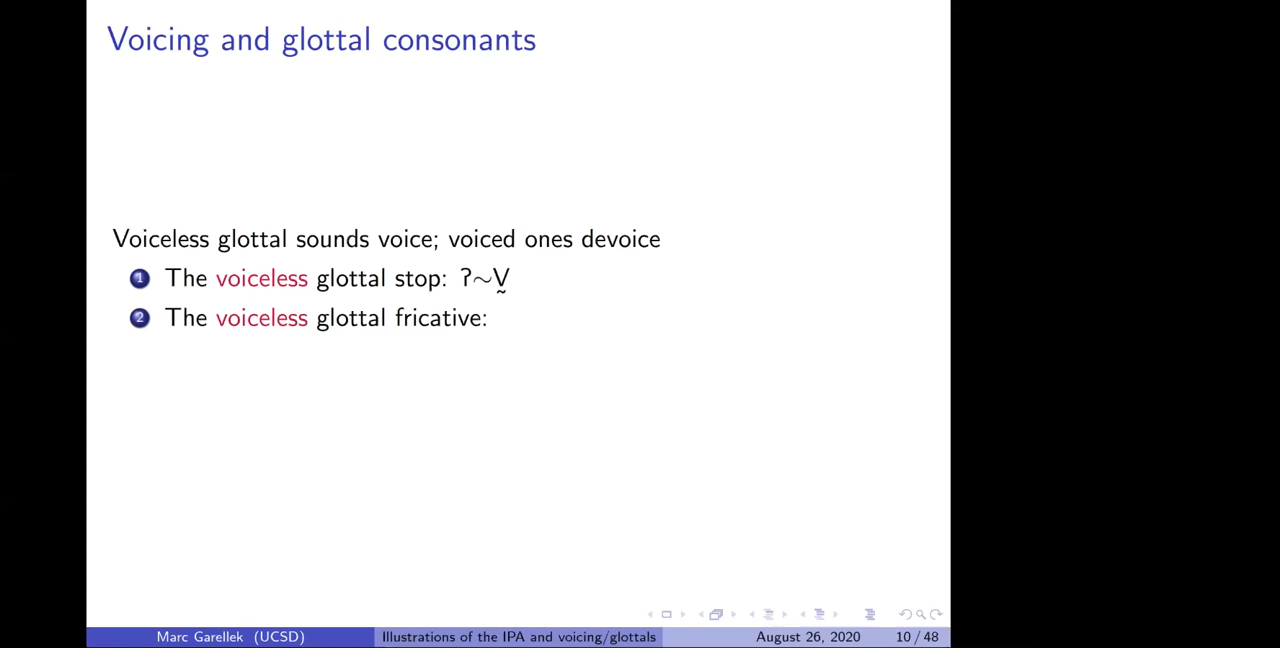 Voicing and glottal consonants
Voiceless glottal sounds voice; voiced ones devoice
1 The voiceless glottal stop: ʔ∼V̰
2 The voiceless glottal fricative:
Marc Garellek (UCSD) Illustrations of the IPA and voicing/glottals August 26, 2020 10 / 48